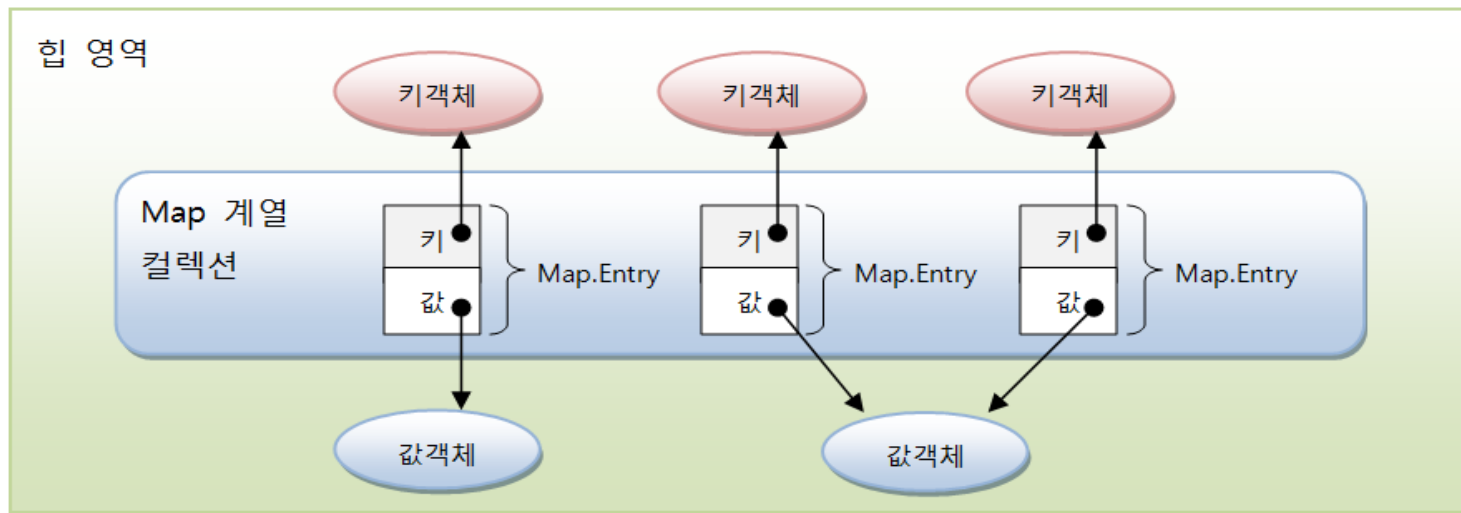 힙 영역
키객체
키객체
키객체
Map 계열
컬렉션
키
값
Map.Entry
키
값
Map.Entry
키
값
Map.Entry
값객체
값객체